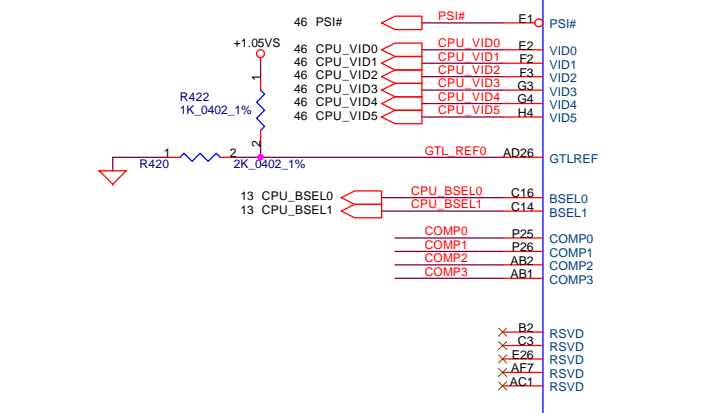 46 PSI# PSI# E1 PSI#
+1.05VS
46 CPU_VID0 CPU_VID0 E2 VID0
46 CPU_VID1 CPU_VID1 F2 VID1
46 CPU_VID2 CPU_VID2 F3 VID2
46 CPU_VID3 CPU_VID3 G3 VID3
46 CPU_VID4 CPU_VID4 G4 VID4
46 CPU_VID5 CPU_VID5 H4 VID5
1
R422
1K_0402_1%
2
1 2 GTL_REF0 AD26 GTLREF
R420 2K_0402_1%
13 CPU_BSEL0 CPU_BSEL0 C16 BSEL0
13 CPU_BSEL1 CPU_BSEL1 C14 BSEL1
COMP0 P25 COMP0
COMP1 P26 COMP1
COMP2 AB2 COMP2
COMP3 AB1 COMP3
B2 RSVD
C3 RSVD
E26 RSVD
AF7 RSVD
AC1 RSVD